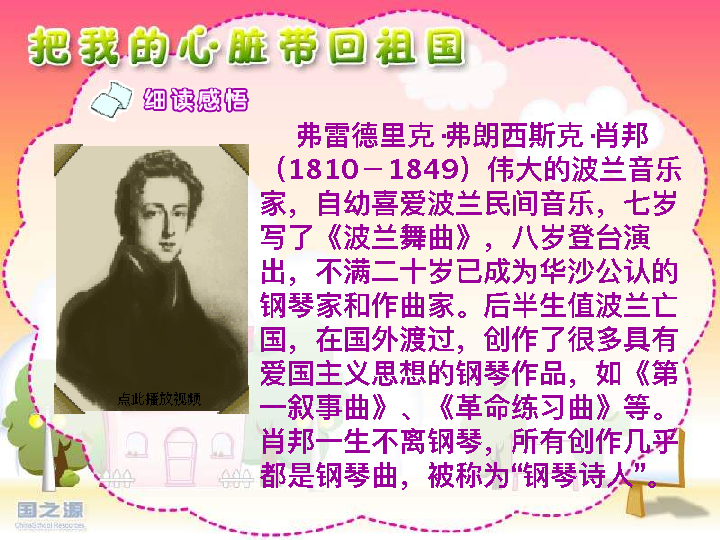 把我的心脏带回祖国
细读感悟
弗雷德里克·弗朗西斯克·肖邦
（1810－1849）伟大的波兰音乐
家，自幼喜爱波兰民间音乐，七岁
写了《波兰舞曲》，八岁登台演
出，不满二十岁已成为华沙公认的
钢琴家和作曲家。后半生值波兰亡
国，在国外渡过，创作了很多具有
爱国主义思想的钢琴作品，如《第
一叙事曲》、《革命练习曲》等。
肖邦一生不离钢琴，所有创作几乎
都是钢琴曲，被称为“钢琴诗人”。
点此播放视频
国之源
ChinaSchool Resources